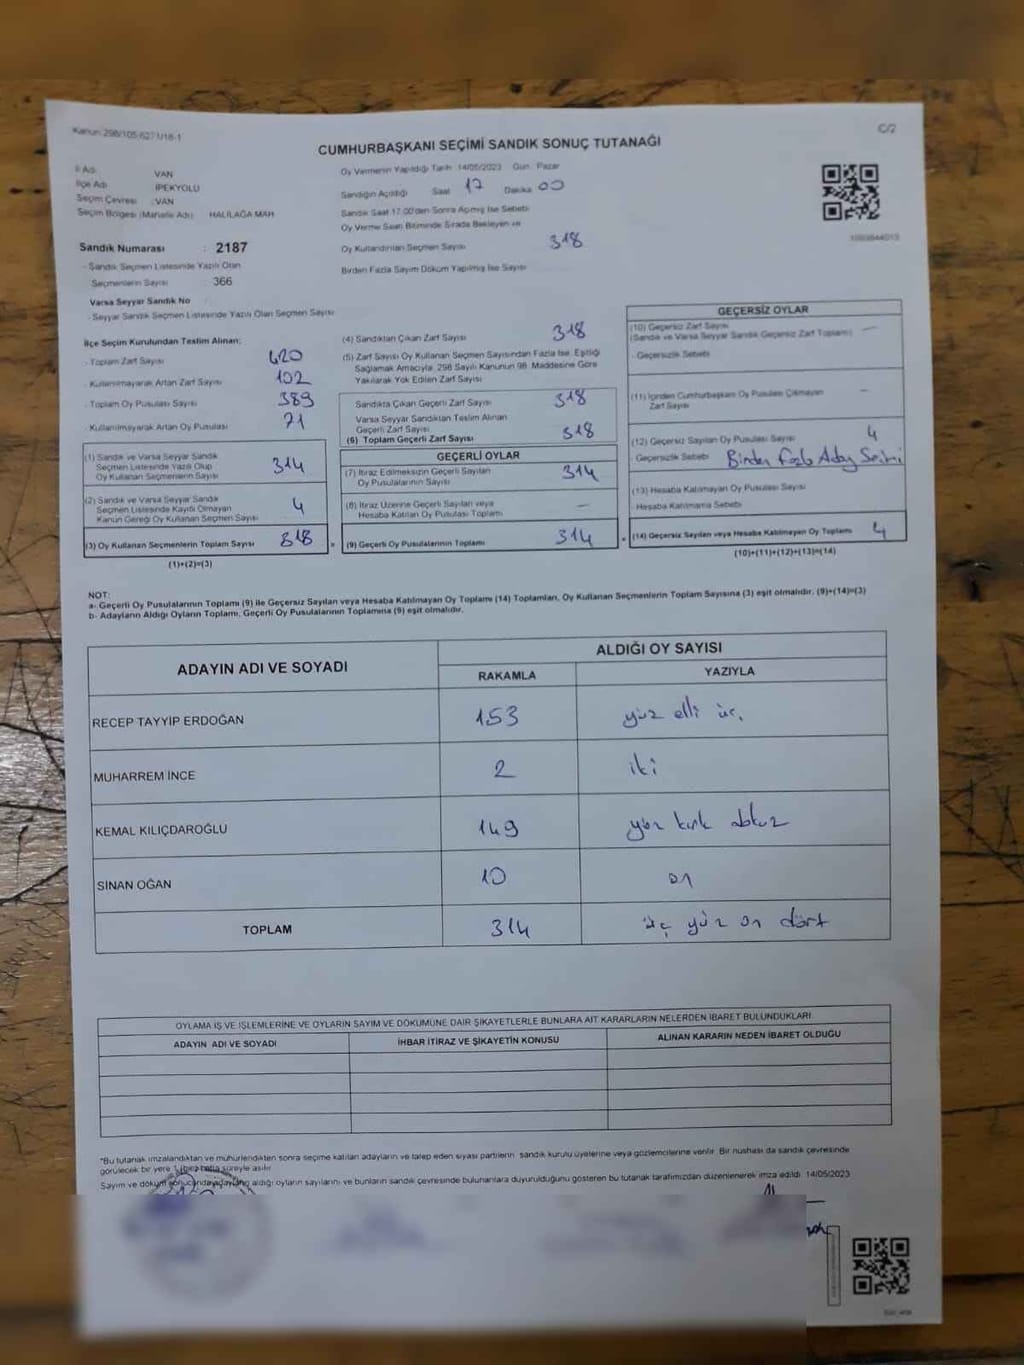 Kanun: 298/105-6271/18-1
C/2
CUMHURBAŞKANI SEÇİMİ SANDIK SONUÇ TUTANAĞI
İl Adı VAN
İlçe Adı İPEKYOLU
Seçim Çevresi : VAN
Seçim Bölgesi (Mahalle Adı) HALİLAĞA MAH
Sandık Numarası : 2187
- Sandık Seçmen Listesinde Yazılı Olan
Seçmenlerin Sayısı : 366
Varsa Seyyar Sandık No
- Seyyar Sandık Seçmen Listesinde Yazılı Olan Seçmen Sayısı
Oy Vermenin Yapıldığı Tarih 14/05/2023 Gün: Pazar
Sandığın Açıldığı Saat 17 Dakika 00
Sandık Saat 17.00'den Sonra Açılmış İse Sebebi
Oy Verme Saati Bitiminde Sırada Bekleyen ve
Oy Kullandırılan Seçmen Sayısı 318
Birden Fazla Sayım Döküm Yapılmış İse Sayısı
İlçe Seçim Kurulundan Teslim Alınan;
- Toplam Zarf Sayısı 420
- Kullanılmayarak Artan Zarf Sayısı 102
- Toplam Oy Pusulası Sayısı 389
- Kullanılmayarak Artan Oy Pusulası 71
(1) Sandık ve Varsa Seyyar Sandık
Seçmen Listesinde Yazılı Olup
Oy Kullanan Seçmenlerin Sayısı 314
(2) Sandık ve Varsa Seyyar Sandık
Seçmen Listesinde Kayıtlı Olmayan
Kanun Gereği Oy Kullanan Seçmen Sayısı 4
(3) Oy Kullanan Seçmenlerin Toplam Sayısı 318
(1)+(2)=(3)
(4) Sandıktan Çıkan Zarf Sayısı 318
(5) Zarf Sayısı Oy Kullanan Seçmen Sayısından Fazla İse, Eşitliği
Sağlamak Amacıyla, 298 Sayılı Kanunun 98. Maddesine Göre
Yakılarak Yok Edilen Zarf Sayısı
Sandıkta Çıkan Geçerli Zarf Sayısı 318
Varsa Seyyar Sandıktan Teslim Alınan
Geçerli Zarf Sayısı
(6) Toplam Geçerli Zarf Sayısı 318
GEÇERLİ OYLAR
(7) İtiraz Edilmeksizin Geçerli Sayılan
Oy Pusulalarının Sayısı 314
(8) İtiraz Üzerine Geçerli Sayılan veya
Hesaba Katılan Oy Pusulası Toplamı —
(9) Geçerli Oy Pusulalarının Toplamı 314
GEÇERSİZ OYLAR
(10) Geçersiz Zarf Sayısı —
(Sandık ve Varsa Seyyar Sandık Geçersiz Zarf Toplamı)
- Geçersizlik Sebebi
(11) İçinden Cumhurbaşkanı Oy Pusulası Çıkmayan —
Zarf Sayısı
(12) Geçersiz Sayılan Oy Pusulası Sayısı 4
- Geçersizlik Sebebi Birden Fazla Aday Seçimi
(13) Hesaba Katılmayan Oy Pusulası Sayısı
Hesaba Katılmama Sebebi
(14) Geçersiz Sayılan veya Hesaba Katılmayan Oy Toplamı 4
(10)+(11)+(12)+(13)=(14)
NOT:
a- Geçerli Oy Pusulalarının Toplamı (9) ile Geçersiz Sayılan veya Hesaba Katılmayan Oy Toplamı (14) Toplamları, Oy Kullanan Seçmenlerin Toplam Sayısına (3) eşit olmalıdır. (9)+(14)=(3)
b- Adayların Aldığı Oyların Toplamı, Geçerli Oy Pusulalarının Toplamına (9) eşit olmalıdır.
ADAYIN ADI VE SOYADI ALDIĞI OY SAYISI
RAKAMLA YAZIYLA
RECEP TAYYİP ERDOĞAN 153 yüz elli üç.
MUHARREM İNCE 2 iki
KEMAL KILIÇDAROĞLU 149 yüz kırk dokuz
SİNAN OĞAN 10 on
TOPLAM 314 üç yüz on dört
OYLAMA İŞ VE İŞLEMLERİNE VE OYLARIN SAYIM VE DÖKÜMÜNE DAİR ŞİKAYETLERLE BUNLARA AİT KARARLARIN NELERDEN İBARET BULUNDUKLARI
ADAYIN ADI VE SOYADI İHBAR İTİRAZ VE ŞİKAYETİN KONUSU ALINAN KARARIN NEDEN İBARET OLDUĞU
"Bu tutanak imzalandıktan ve mühürlendikten sonra seçime katılan adayların ve talep eden siyasi partilerin sandık kurulu üyelerine veya gözlemcilerine verilir. Bir nüshası da sandık çevresinde
görülecek bir yere 1 (bir) hafta süreyle asılır.
Sayım ve döküm sonucunda adayların aldığı oyların sayılarını ve bunların sandık çevresinde bulunanlara duyurulduğunu gösteren bu tutanak tarafımızdan düzenlenerek imza edildi. 14/05/2023